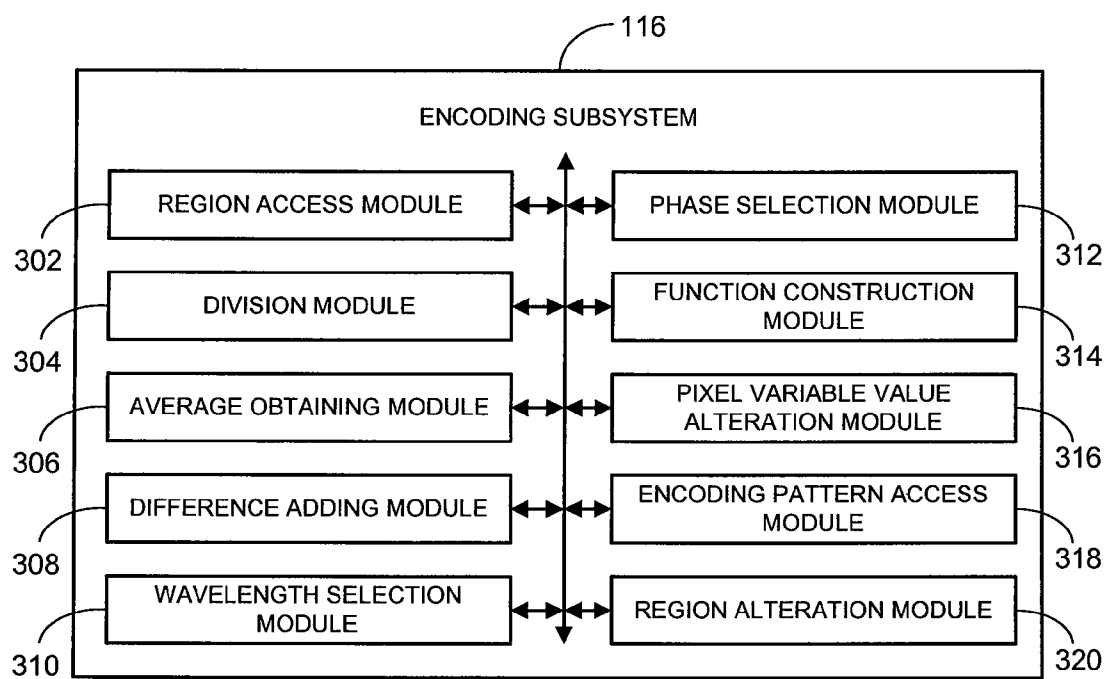 116
ENCODING SUBSYSTEM
REGION ACCESS MODULE
302
DIVISION MODULE
304
AVERAGE OBTAINING MODULE
306
DIFFERENCE ADDING MODULE
308
WAVELENGTH SELECTION
MODULE
310
PHASE SELECTION MODULE
312
FUNCTION CONSTRUCTION
MODULE
314
PIXEL VARIABLE VALUE
ALTERATION MODULE
316
ENCODING PATTERN ACCESS
MODULE
318
REGION ALTERATION MODULE
320